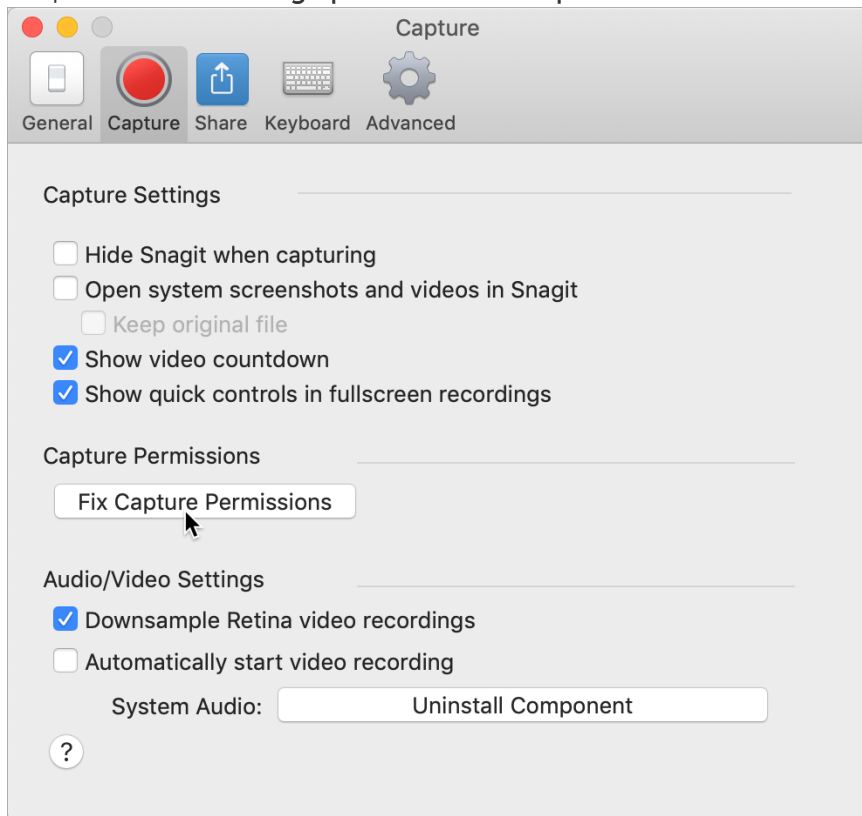 Capture
General Capture Share Keyboard Advanced
Capture Settings
Hide Snagit when capturing
Open system screenshots and videos in Snagit
Keep original file
Show video countdown
Show quick controls in fullscreen recordings
Capture Permissions
Fix Capture Permissions
Audio/Video Settings
Downsample Retina video recordings
Automatically start video recording
System Audio: Uninstall Component
?